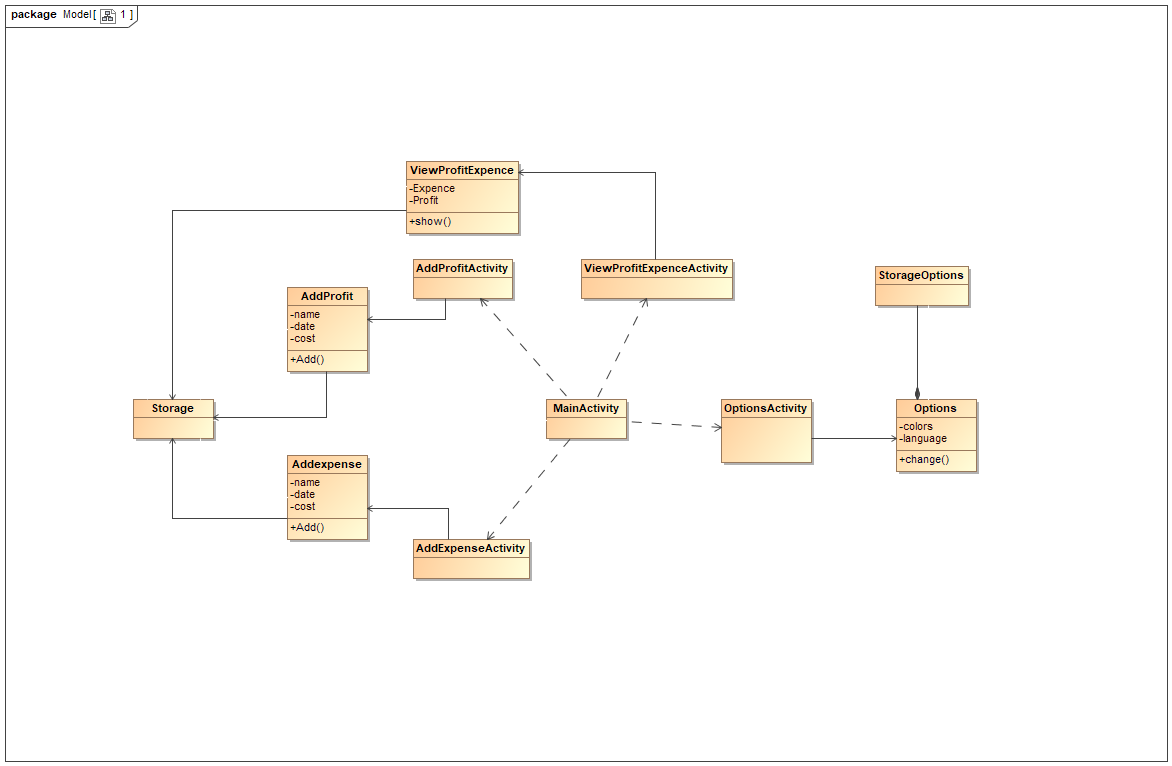 package Model[ 1 ]
ViewProfitExpence
-Expence
-Profit
+show()
AddProfitActivity
ViewProfitExpenceActivity
StorageOptions
AddProfit
-name
-date
-cost
+Add()
Storage
MainActivity
OptionsActivity
Options
-colors
-language
+change()
Addexpense
-name
-date
-cost
+Add()
AddExpenseActivity